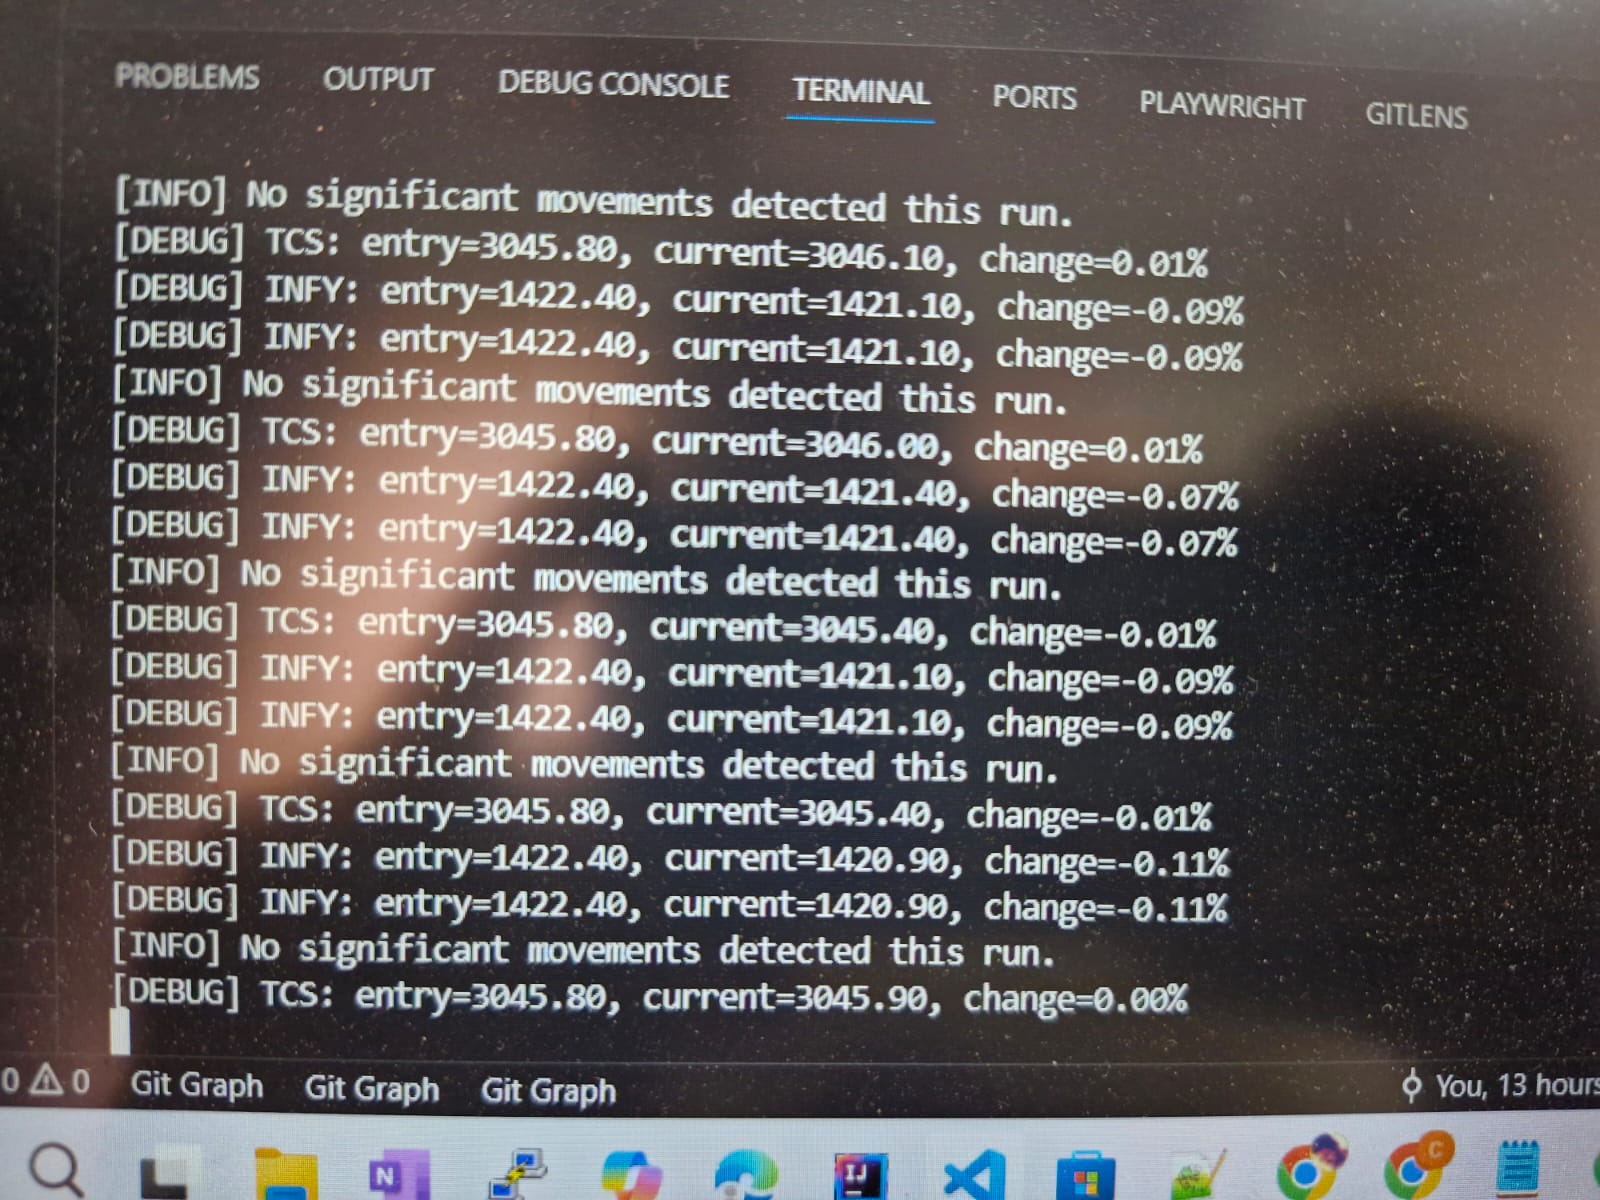 PROBLEMS OUTPUT DEBUG CONSOLE TERMINAL PORTS PLAYWRIGHT GITLENS
[INFO] No significant movements detected this run.
[DEBUG] TCS: entry=3045.80, current=3046.10, change=0.01%
[DEBUG] INFY: entry=1422.40, current=1421.10, change=-0.09%
[DEBUG] INFY: entry=1422.40, current=1421.10, change=-0.09%
[INFO] No significant movements detected this run.
[DEBUG] TCS: entry=3045.80, current=3046.00, change=0.01%
[DEBUG] INFY: entry=1422.40, current=1421.40, change=-0.07%
[DEBUG] INFY: entry=1422.40, current=1421.40, change=-0.07%
[INFO] No significant movements detected this run.
[DEBUG] TCS: entry=3045.80, current=3045.40, change=-0.01%
[DEBUG] INFY: entry=1422.40, current=1421.10, change=-0.09%
[DEBUG] INFY: entry=1422.40, current=1421.10, change=-0.09%
[INFO] No significant movements detected this run.
[DEBUG] TCS: entry=3045.80, current=3045.40, change=-0.01%
[DEBUG] INFY: entry=1422.40, current=1420.90, change=-0.11%
[DEBUG] INFY: entry=1422.40, current=1420.90, change=-0.11%
[INFO] No significant movements detected this run.
[DEBUG] TCS: entry=3045.80, current=3045.90, change=0.00%
0 0 Git Graph Git Graph Git Graph You, 13 hours
N IJ C